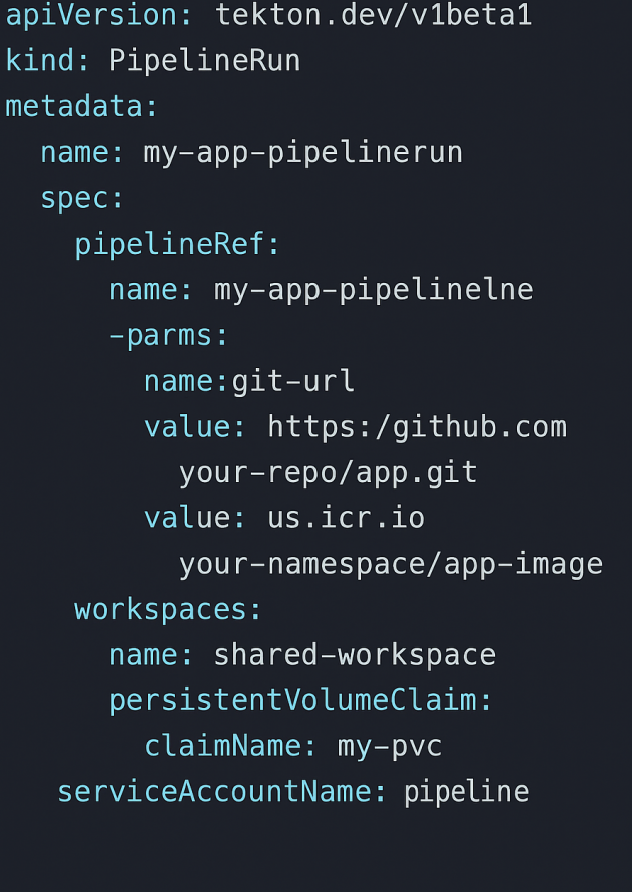 apiVersion: tekton.dev/v1beta1
kind: PipelineRun
metadata:
  name: my-app-pipelinerun
  spec:
    pipelineRef:
      name: my-app-pipelinelne
      -parms:
        name:git-url
        value: https:/github.com
          your-repo/app.git
        value: us.icr.io
          your-namespace/app-image
    workspaces:
      name: shared-workspace
      persistentVolumeClaim:
        claimName: my-pvc
   serviceAccountName: pipeline